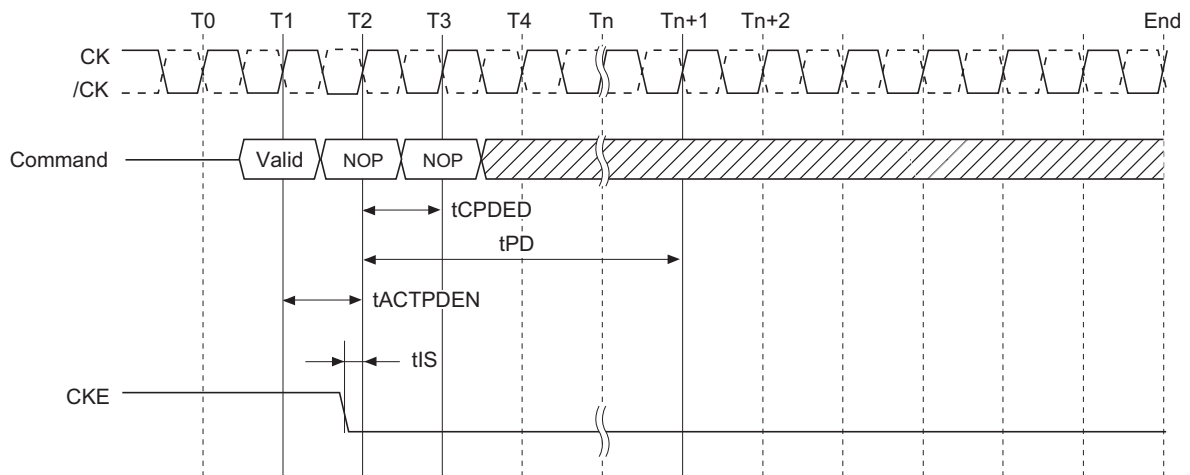 T0 T1 T2 T3 T4 Tn Tn+1 Tn+2 End
CK
/CK
Command Valid NOP NOP
tCPDED
tPD
tACTPDEN
tIS
CKE